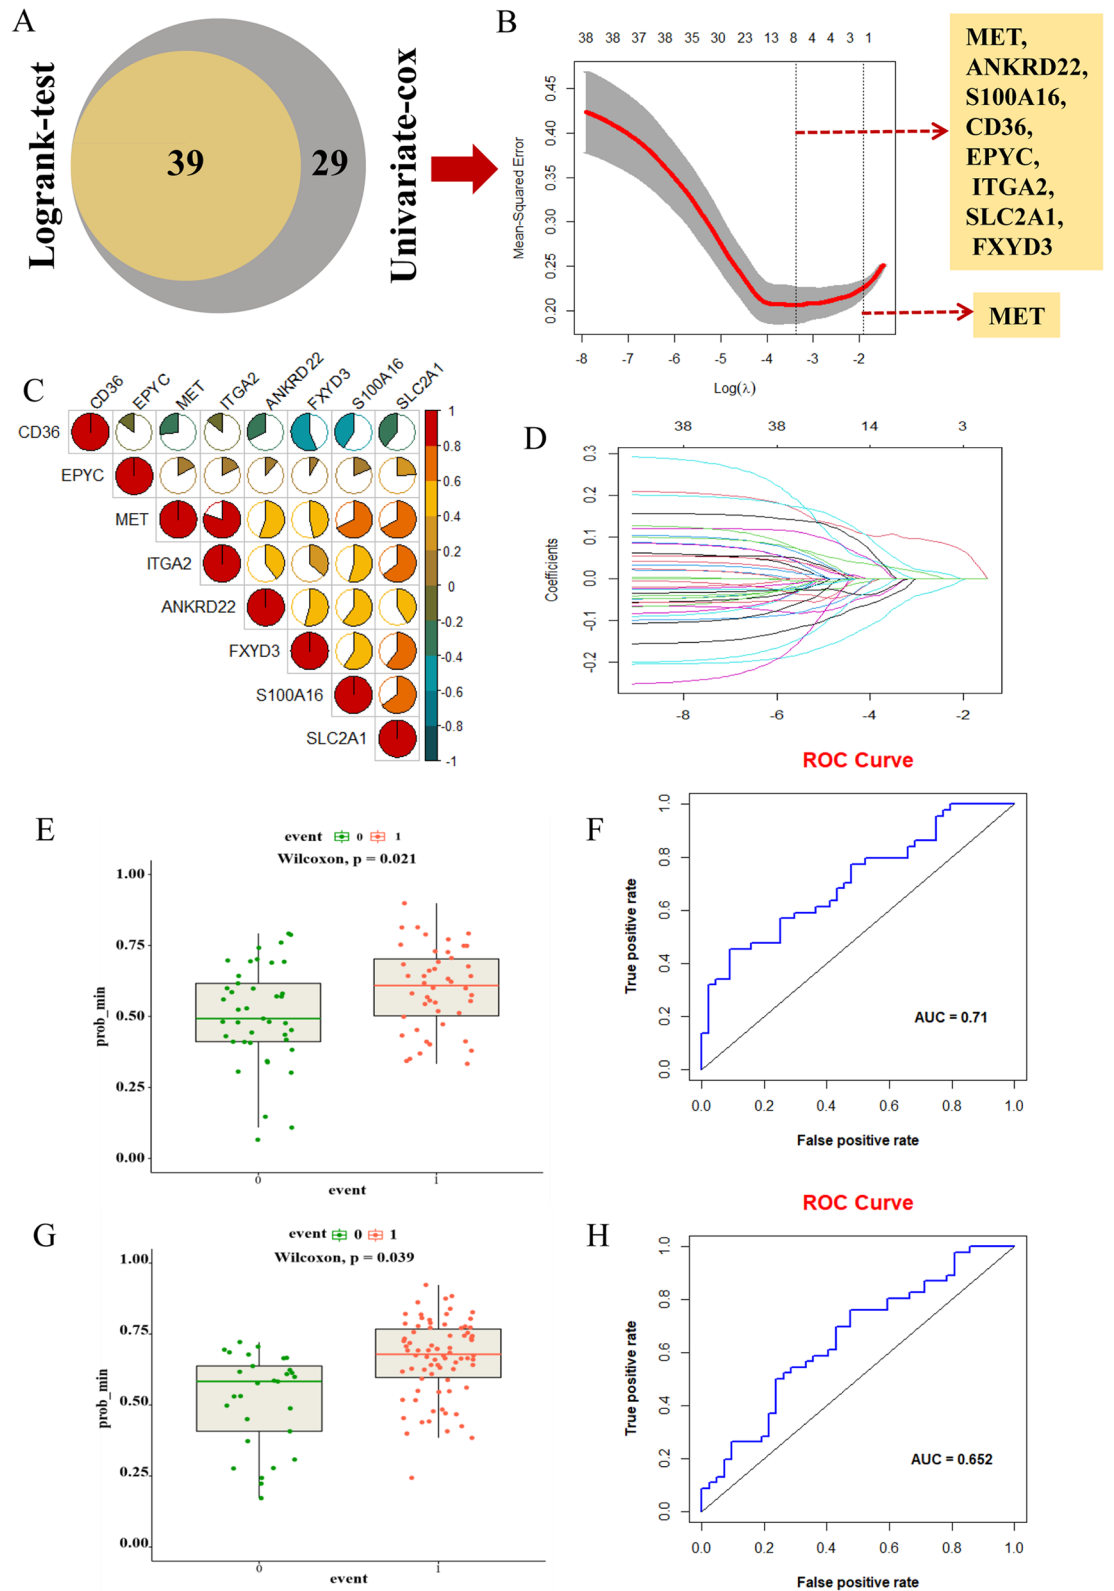 A
Logrank-test
39
29
Univariate-cox
B
38 38 37 38 35 30 23 13 8 4 4 3 1
Mean-Squared Error
0.45
0.40
0.35
0.30
0.25
0.20
-8 -7 -6 -5 -4 -3 -2
Log(λ)
MET,
ANKRD22,
S100A16,
CD36,
EPYC,
ITGA2,
SLC2A1,
FXYD3
MET
C
CD36 EPYC MET ITGA2 ANKRD22 FXYD3 S100A16 SLC2A1
CD36
EPYC
MET
ITGA2
ANKRD22
FXYD3
S100A16
SLC2A1
1
0.8
0.6
0.4
0.2
0
-0.2
-0.4
-0.6
-0.8
-1
D
38 38 14 3
Coefficients
0.3
0.2
0.1
0.0
-0.1
-0.2
-8 -6 -4 -2
E
event 0 1
Wilcoxon, p = 0.021
prob_min
1.00
0.75
0.50
0.25
0.00
0 1
event
F
ROC Curve
True positive rate
1.0
0.8
0.6
0.4
0.2
0.0
AUC = 0.71
0.0 0.2 0.4 0.6 0.8 1.0
False positive rate
G
event 0 1
Wilcoxon, p = 0.039
prob_min
1.00
0.75
0.50
0.25
0.00
0 1
event
H
ROC Curve
True positive rate
1.0
0.8
0.6
0.4
0.2
0.0
AUC = 0.652
0.0 0.2 0.4 0.6 0.8 1.0
False positive rate